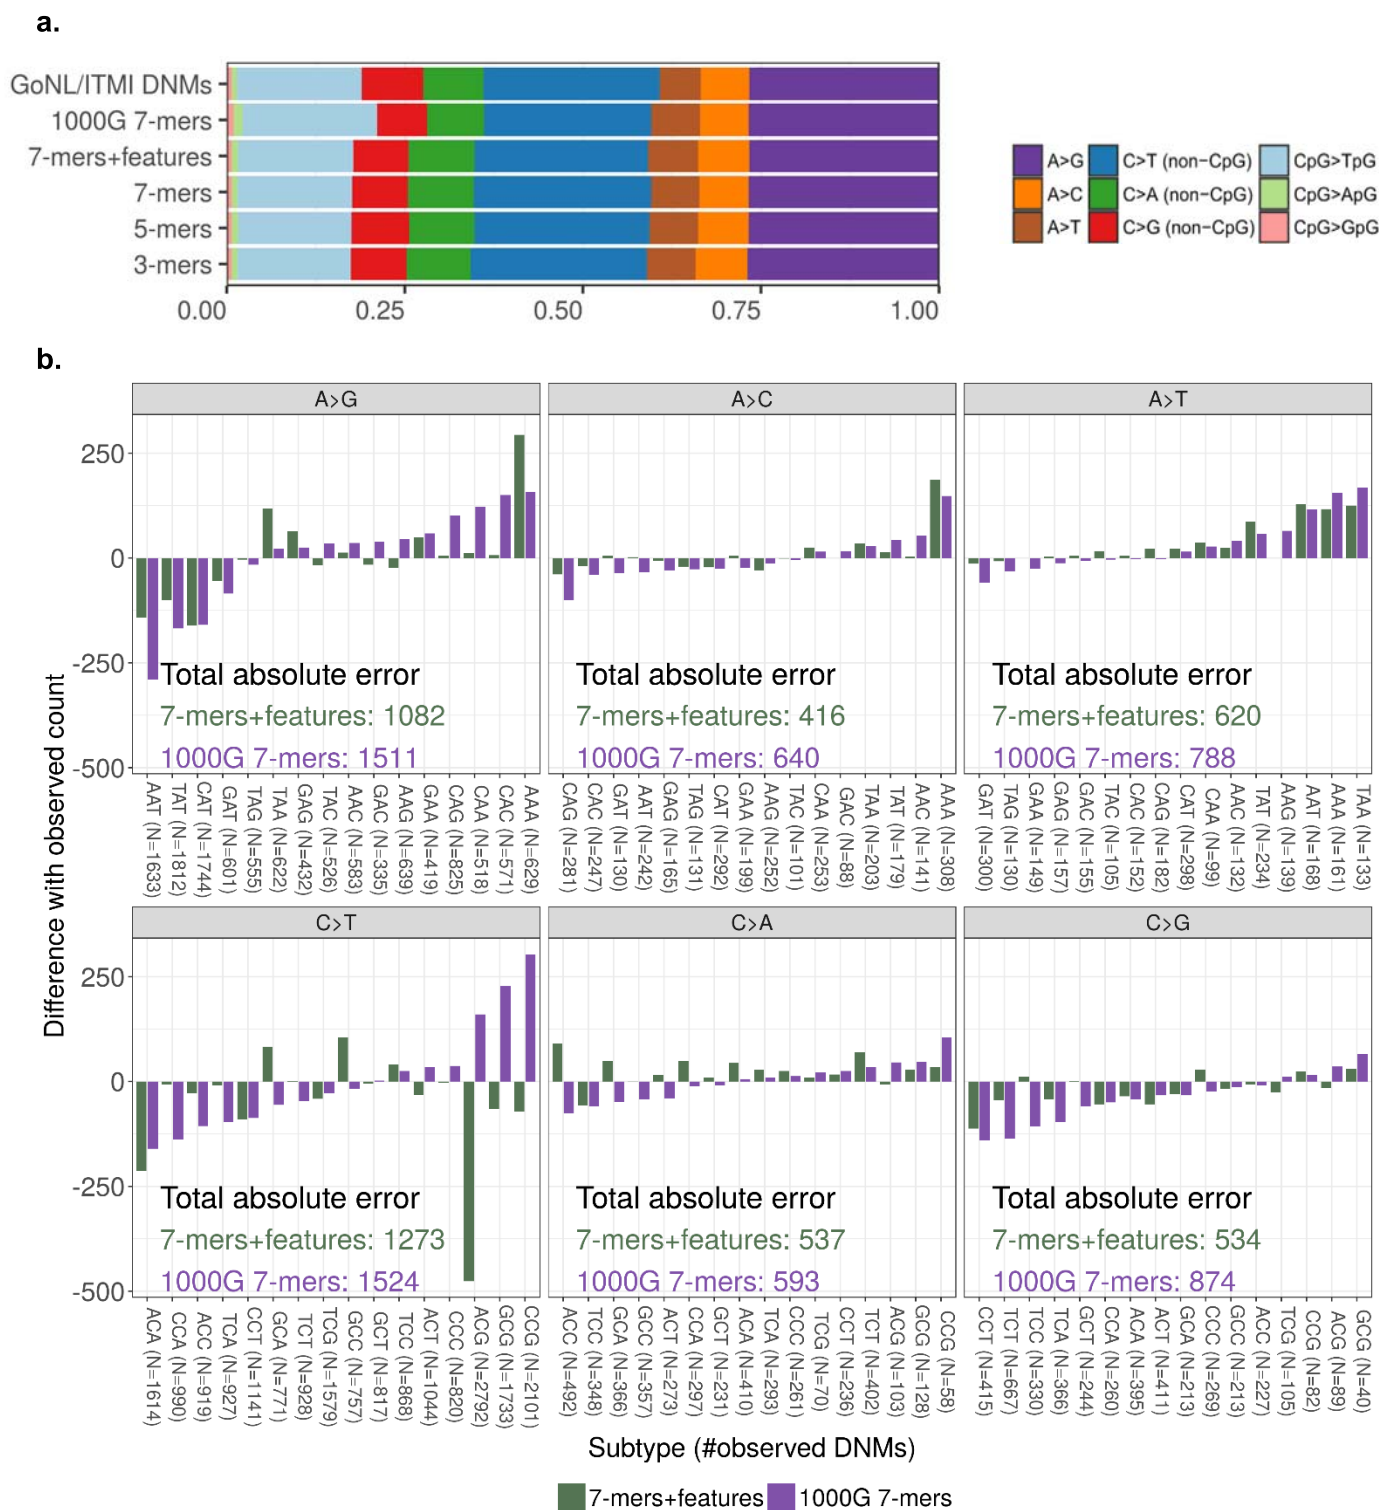 a.
GoNL/ITMI DNMs
1000G 7-mers
7-mers+features
7-mers
5-mers
3-mers
0.00 0.25 0.50 0.75 1.00
A>G C>T (non-CpG) CpG>TpG
A>C C>A (non-CpG) CpG>ApG
A>T C>G (non-CpG) CpG>GpG
b.
Difference with observed count
A>G
250
0
-250
-500
Total absolute error
7-mers+features: 1082
1000G 7-mers: 1511
AAT (N=1633)
TAT (N=1812)
CAT (N=1744)
GAT (N=601)
TAG (N=555)
TAA (N=622)
GAG (N=432)
TAC (N=526)
AAC (N=583)
GAC (N=335)
AAG (N=639)
GAA (N=419)
CAG (N=825)
CAA (N=518)
CAC (N=571)
AAA (N=629)
A>C
Total absolute error
7-mers+features: 416
1000G 7-mers: 640
CAG (N=281)
CAC (N=247)
GAT (N=130)
AAT (N=242)
GAG (N=165)
TAG (N=131)
CAT (N=292)
GAA (N=199)
AAG (N=252)
TAC (N=101)
CAA (N=253)
GAC (N=88)
TAA (N=203)
TAT (N=179)
AAC (N=141)
AAA (N=308)
A>T
Total absolute error
7-mers+features: 620
1000G 7-mers: 788
GAT (N=300)
TAG (N=130)
GAA (N=149)
GAG (N=157)
GAC (N=155)
TAC (N=105)
CAC (N=152)
CAG (N=182)
CAT (N=298)
CAA (N=99)
AAC (N=132)
TAT (N=234)
AAG (N=139)
AAT (N=168)
AAA (N=161)
TAA (N=133)
C>T
250
0
-250
-500
Total absolute error
7-mers+features: 1273
1000G 7-mers: 1524
ACA (N=1614)
CCA (N=990)
ACC (N=919)
TCA (N=927)
CCT (N=1141)
GCA (N=771)
TCT (N=928)
TCG (N=1579)
GCC (N=757)
GCT (N=817)
TCC (N=868)
ACT (N=1044)
CCC (N=820)
ACG (N=2792)
GCG (N=1733)
CCG (N=2101)
C>A
Total absolute error
7-mers+features: 537
1000G 7-mers: 593
ACC (N=492)
TCC (N=348)
GCA (N=366)
GCC (N=357)
ACT (N=273)
CCA (N=297)
GCT (N=231)
ACA (N=410)
TCA (N=293)
CCC (N=261)
TCG (N=70)
CCT (N=236)
TCT (N=402)
ACG (N=103)
GCG (N=128)
CCG (N=58)
C>G
Total absolute error
7-mers+features: 534
1000G 7-mers: 874
CCT (N=415)
TCT (N=667)
TCC (N=330)
TCA (N=366)
GCT (N=244)
CCA (N=260)
ACA (N=395)
ACT (N=411)
GCA (N=213)
CCC (N=269)
GCC (N=213)
ACC (N=227)
TCG (N=105)
CCG (N=82)
ACG (N=89)
GCG (N=40)
Subtype (#observed DNMs)
7-mers+features 1000G 7-mers